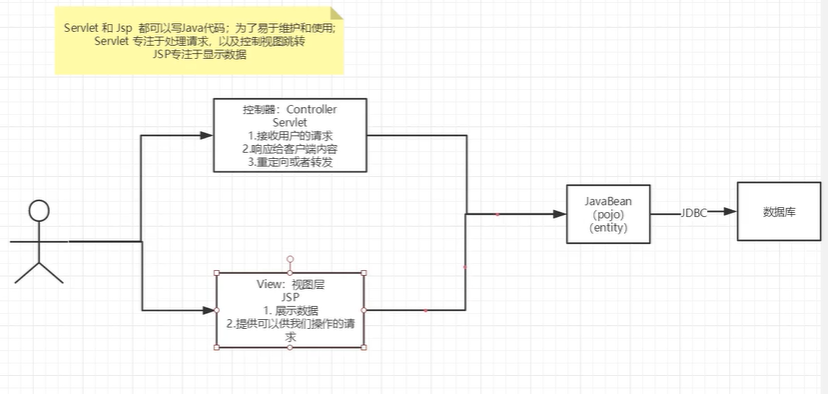 Servlet 和 Jsp 都可以写Java代码；为了易于维护和使用;
Servlet 专注于处理请求，以及控制视图跳转
JSP专注于显示数据
控制器：Controller
Servlet
1.接收用户的请求
2.响应给客户端内容
3.重定向或者转发
JavaBean
（pojo）
（entity）
JDBC
数据库
View：视图层
JSP
1. 展示数据
2.提供可以供我们操作的请
求